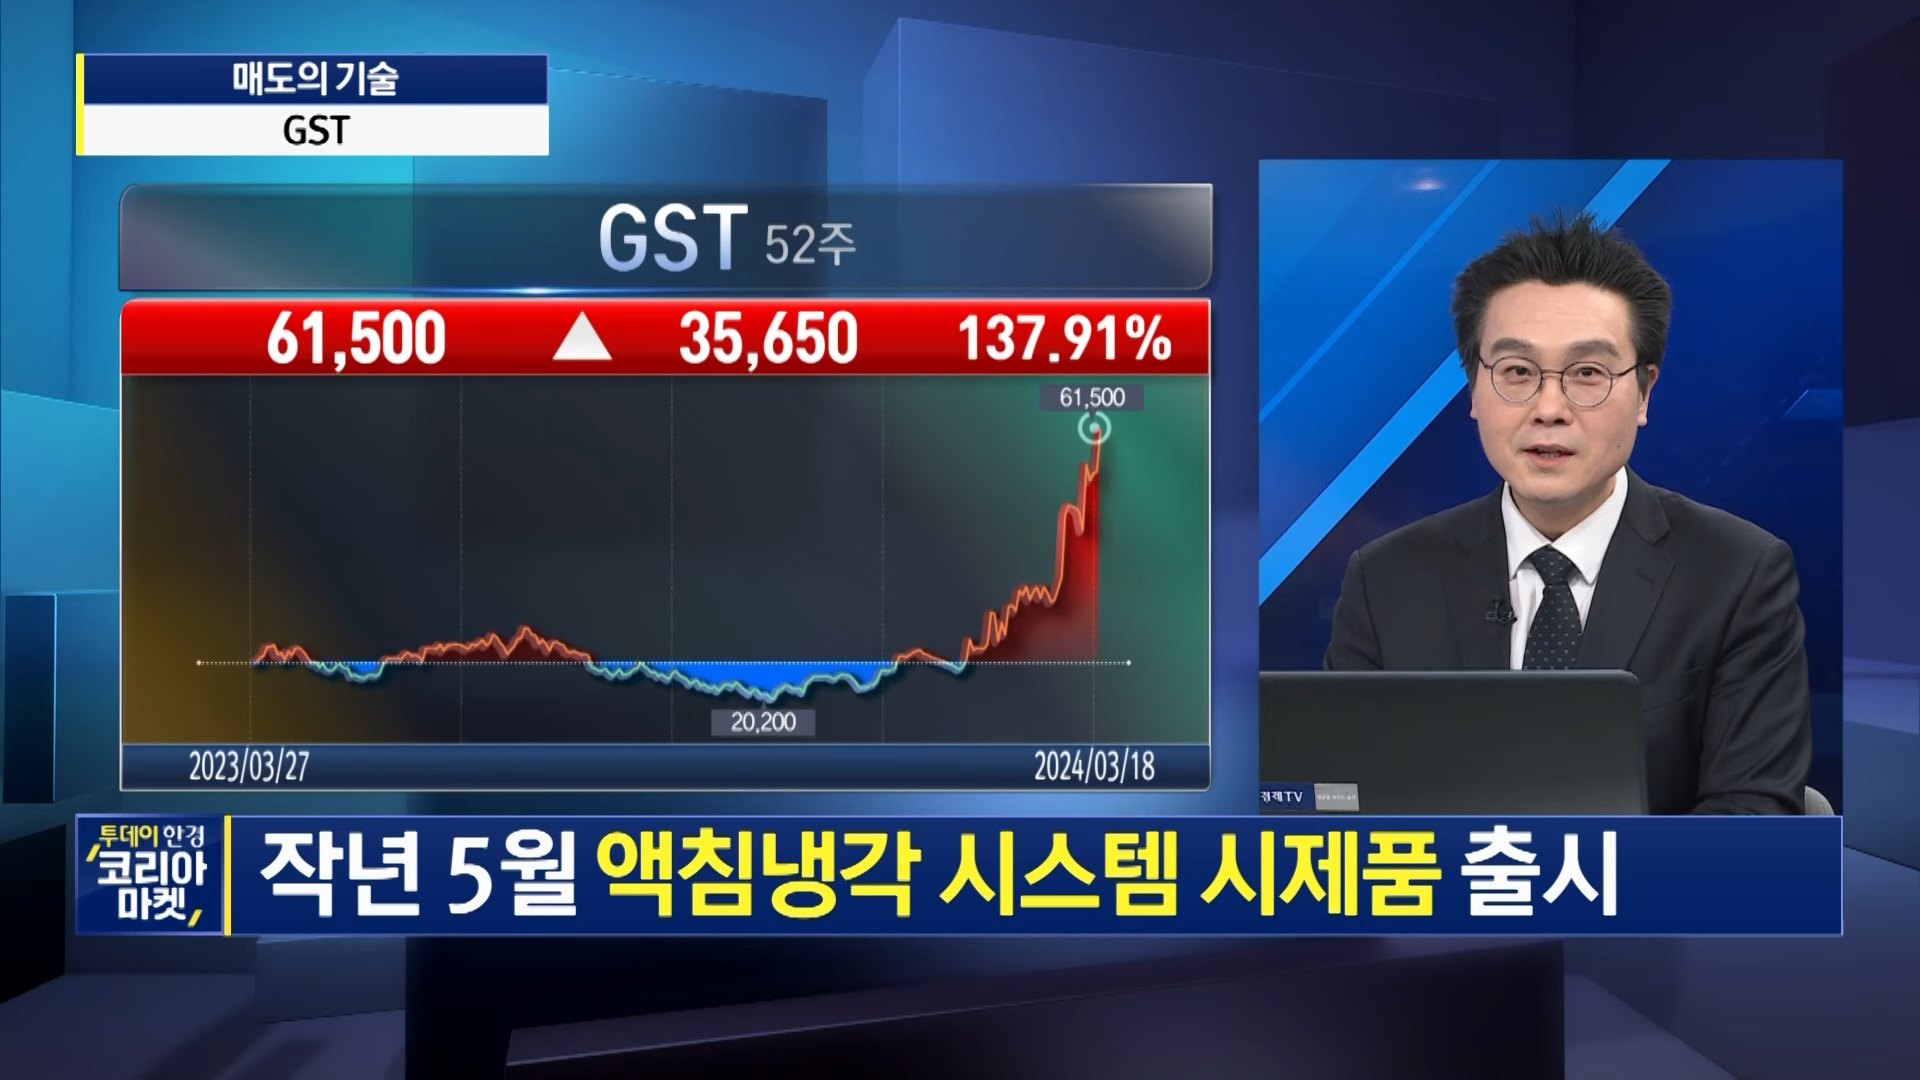 매도의 기술
GST
GST 52주
61,500 ▲ 35,650 137.91%
61,500
20,200
2023/03/27
2024/03/18
경제TV
투데이 한경
코리아
마켓
작년 5월 액침냉각 시스템 시제품 출시